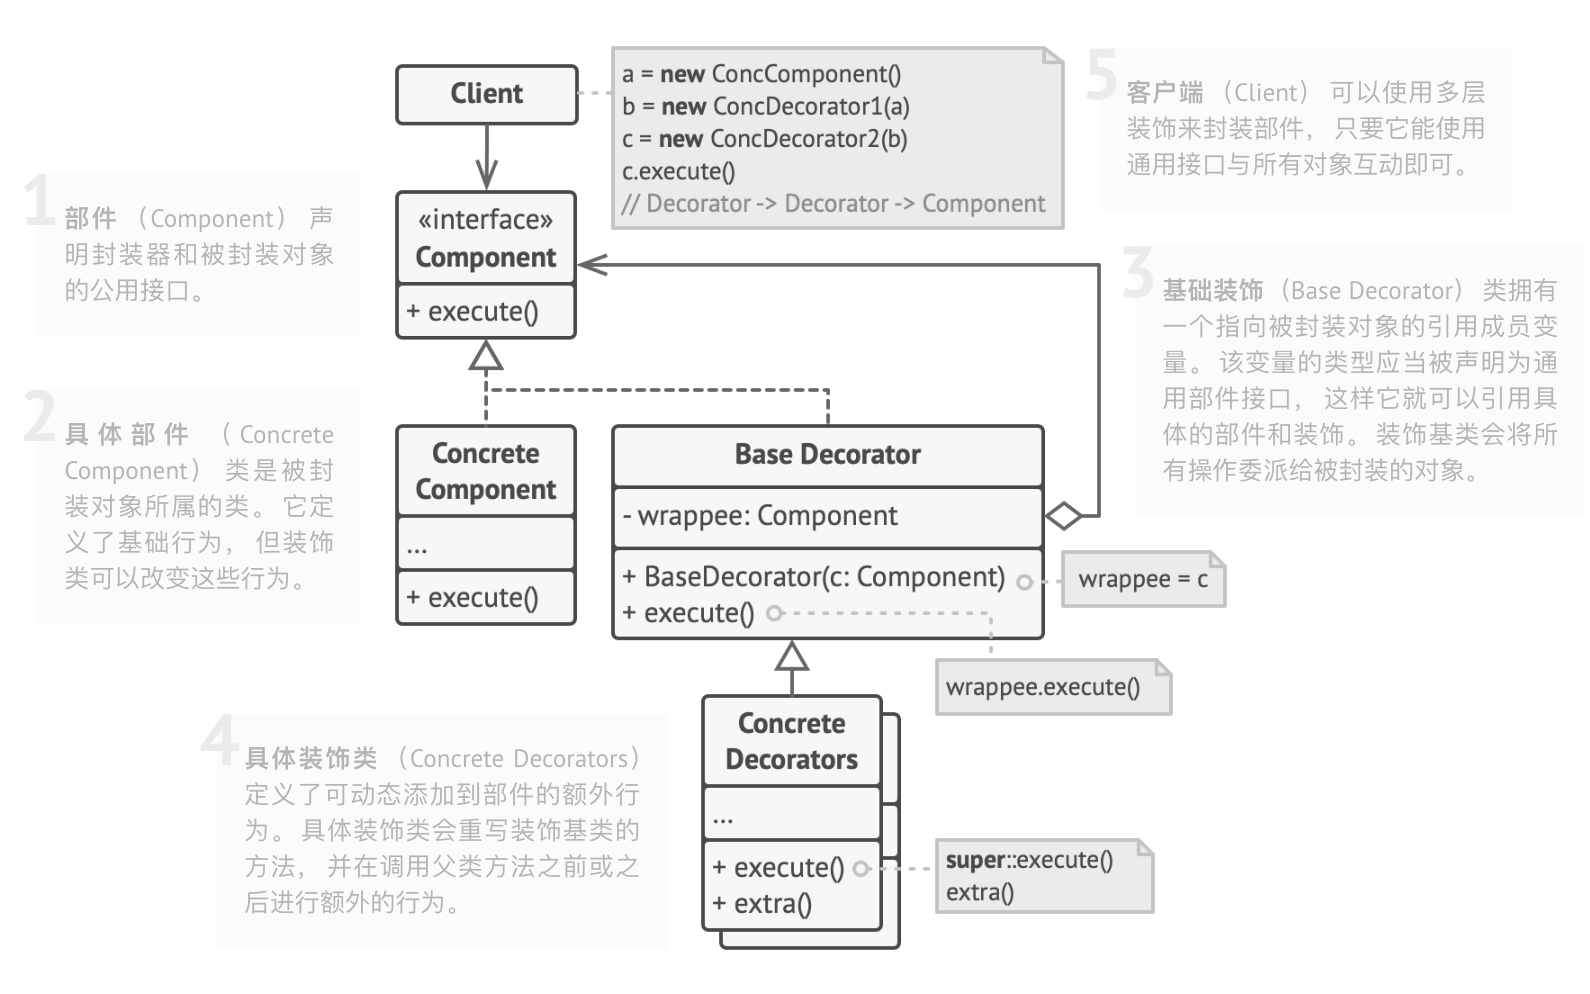 Client
a = new ConcComponent()
b = new ConcDecorator1(a)
c = new ConcDecorator2(b)
c.execute()
// Decorator -> Decorator -> Component
5
客户端 （Client） 可以使用多层
装饰来封装部件， 只要它能使用
通用接口与所有对象互动即可。
1
部件 （Component） 声
明封装器和被封装对象
的公用接口。
«interface»
Component
+ execute()
3
基础装饰 （Base Decorator） 类拥有
一个指向被封装对象的引用成员变
量。 该变量的类型应当被声明为通
用部件接口， 这样它就可以引用具
体的部件和装饰。 装饰基类会将所
有操作委派给被封装的对象。
2
具体部件 （Concrete
Component） 类是被封
装对象所属的类。 它定
义了基础行为， 但装饰
类可以改变这些行为。
Concrete
Component
...
+ execute()
Base Decorator
- wrappee: Component
+ BaseDecorator(c: Component)
+ execute()
wrappee = c
wrappee.execute()
4
具体装饰类 （Concrete Decorators）
定义了可动态添加到部件的额外行
为。 具体装饰类会重写装饰基类的
方法， 并在调用父类方法之前或之
后进行额外的行为。
Concrete
Decorators
...
+ execute()
+ extra()
super::execute()
extra()